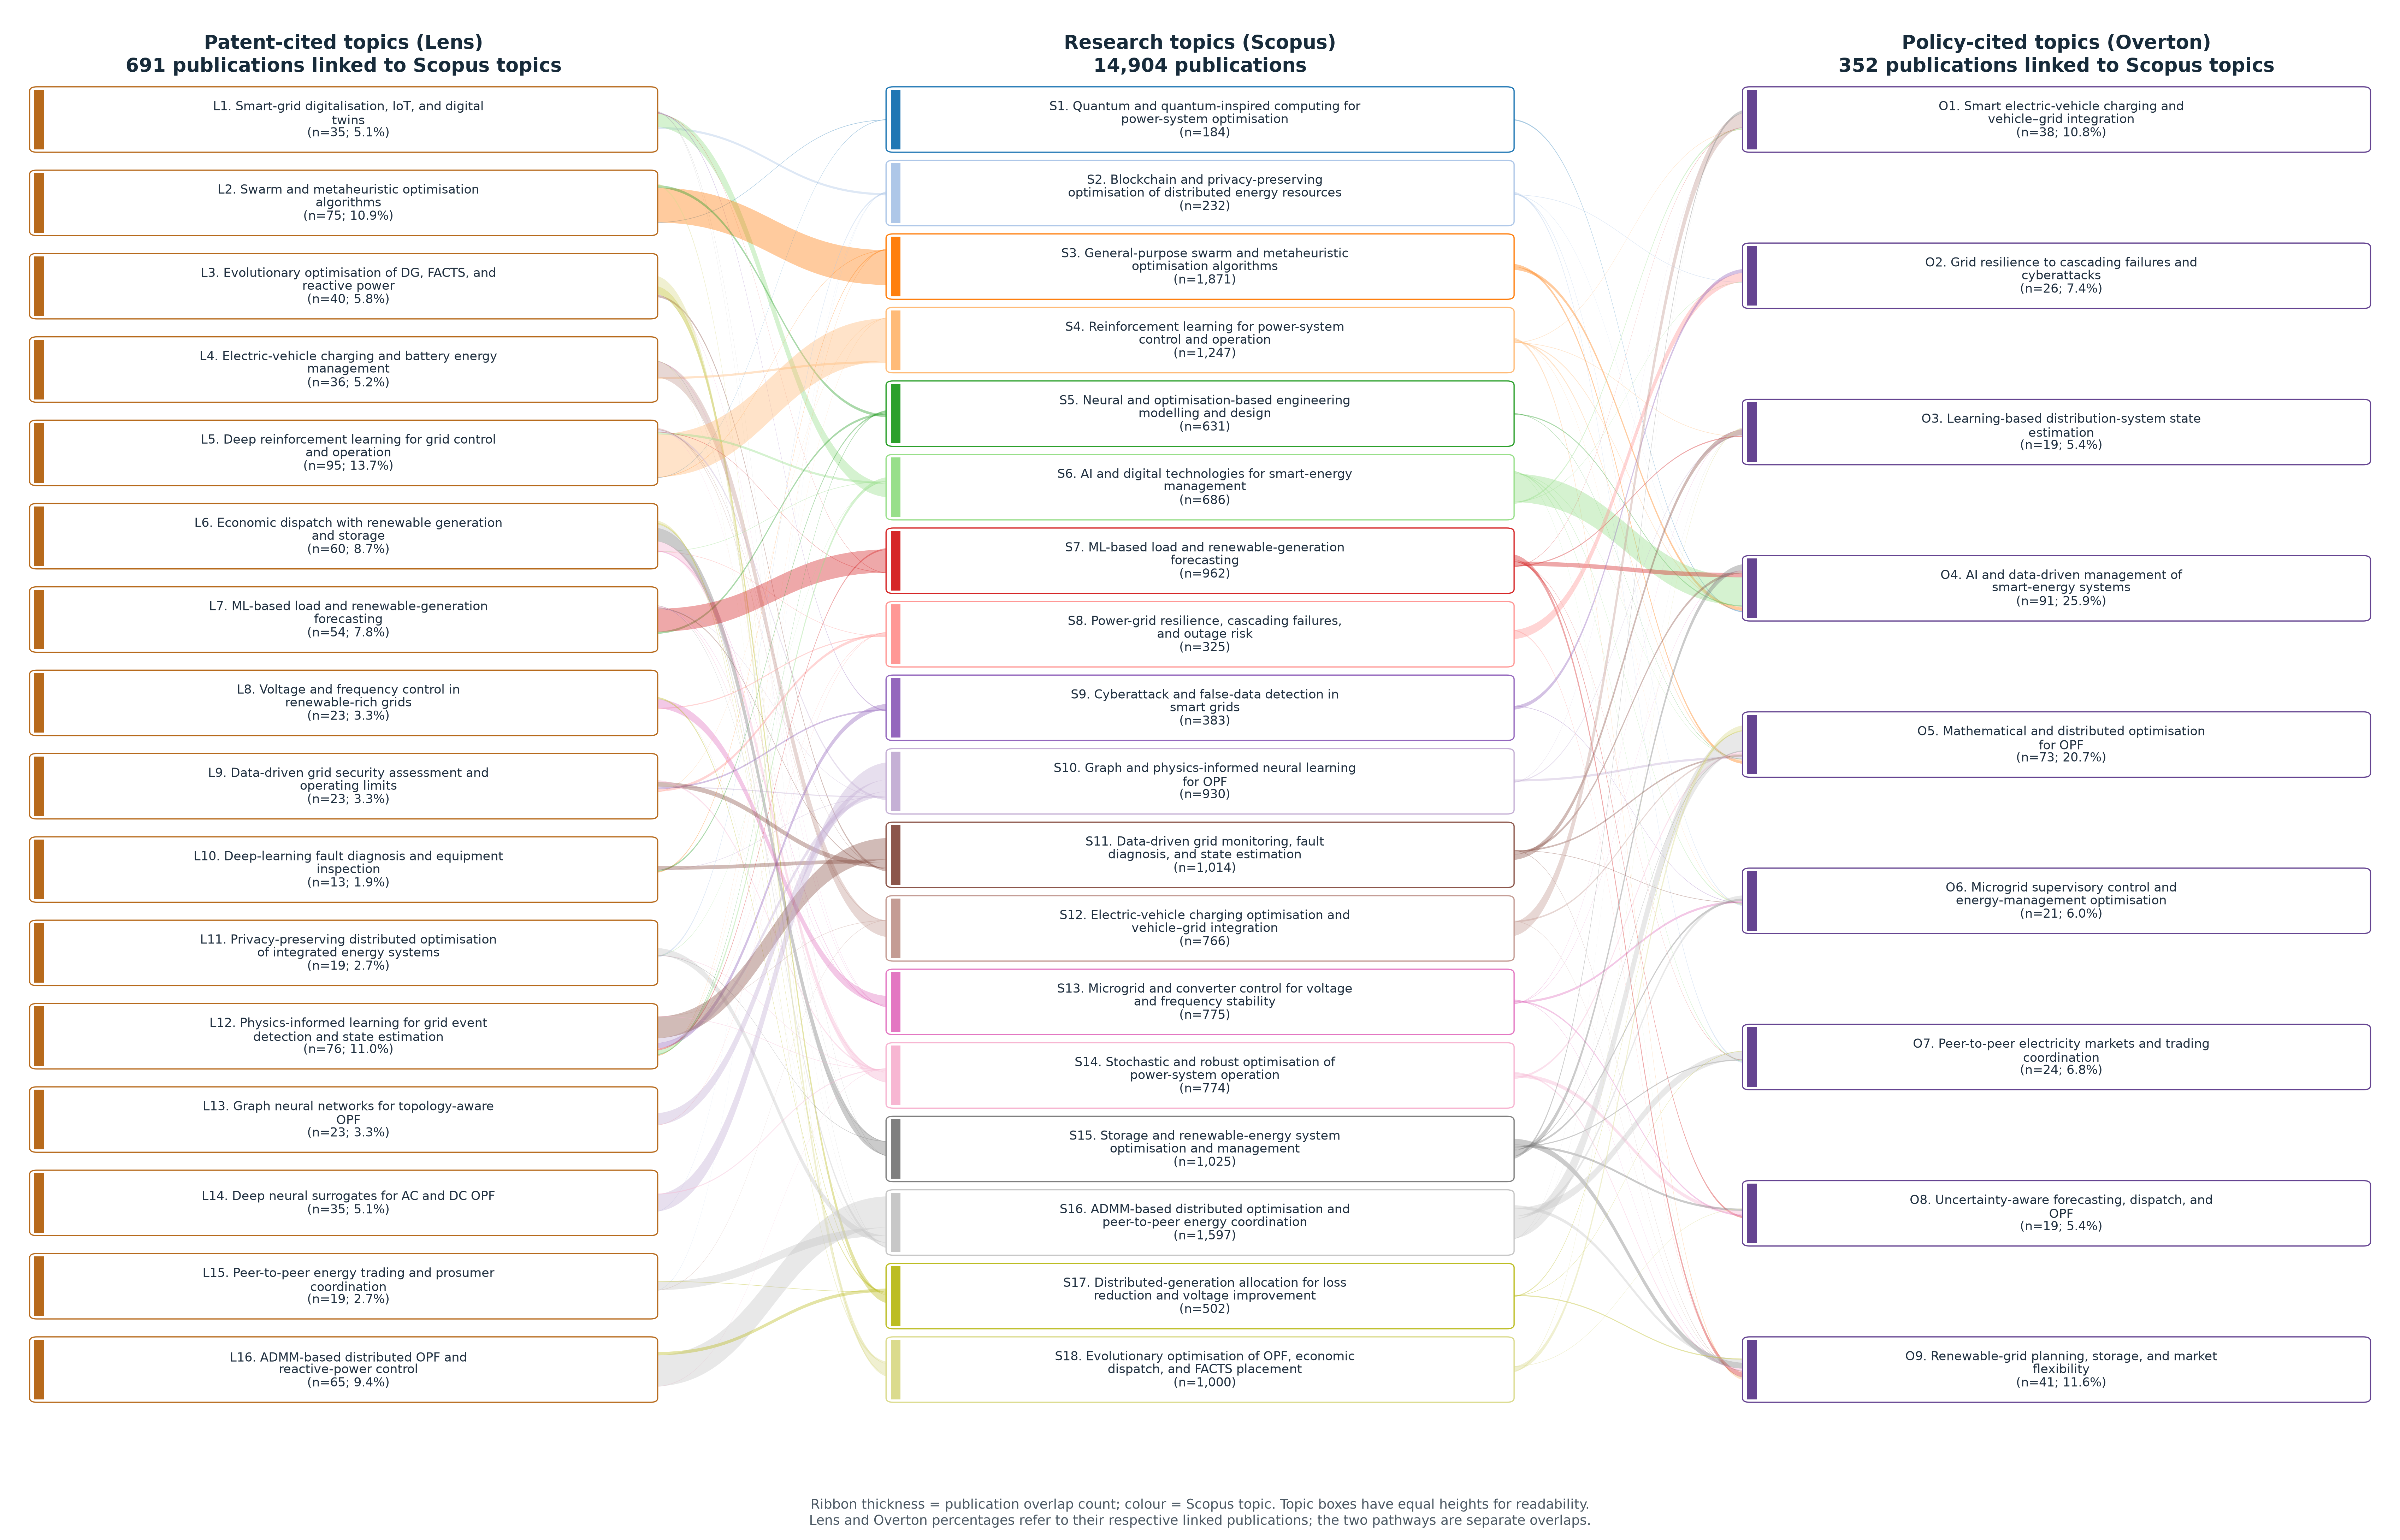 Patent-cited topics (Lens)
691 publications linked to Scopus topics
L1. Smart-grid digitalisation, IoT, and digital
twins
(n=35; 5.1%)
L2. Swarm and metaheuristic optimisation
algorithms
(n=75; 10.9%)
L3. Evolutionary optimisation of DG, FACTS, and
reactive power
(n=40; 5.8%)
L4. Electric-vehicle charging and battery energy
management
(n=36; 5.2%)
L5. Deep reinforcement learning for grid control
and operation
(n=95; 13.7%)
L6. Economic dispatch with renewable generation
and storage
(n=60; 8.7%)
L7. ML-based load and renewable-generation
forecasting
(n=54; 7.8%)
L8. Voltage and frequency control in
renewable-rich grids
(n=23; 3.3%)
L9. Data-driven grid security assessment and
operating limits
(n=23; 3.3%)
L10. Deep-learning fault diagnosis and equipment
inspection
(n=13; 1.9%)
L11. Privacy-preserving distributed optimisation
of integrated energy systems
(n=19; 2.7%)
L12. Physics-informed learning for grid event
detection and state estimation
(n=76; 11.0%)
L13. Graph neural networks for topology-aware
OPF
(n=23; 3.3%)
L14. Deep neural surrogates for AC and DC OPF
(n=35; 5.1%)
L15. Peer-to-peer energy trading and prosumer
coordination
(n=19; 2.7%)
L16. ADMM-based distributed OPF and
reactive-power control
(n=65; 9.4%)
Research topics (Scopus)
14,904 publications
S1. Quantum and quantum-inspired computing for
power-system optimisation
(n=184)
S2. Blockchain and privacy-preserving
optimisation of distributed energy resources
(n=232)
S3. General-purpose swarm and metaheuristic
optimisation algorithms
(n=1,871)
S4. Reinforcement learning for power-system
control and operation
(n=1,247)
S5. Neural and optimisation-based engineering
modelling and design
(n=631)
S6. AI and digital technologies for smart-energy
management
(n=686)
S7. ML-based load and renewable-generation
forecasting
(n=962)
S8. Power-grid resilience, cascading failures,
and outage risk
(n=325)
S9. Cyberattack and false-data detection in
smart grids
(n=383)
S10. Graph and physics-informed neural learning
for OPF
(n=930)
S11. Data-driven grid monitoring, fault
diagnosis, and state estimation
(n=1,014)
S12. Electric-vehicle charging optimisation and
vehicle–grid integration
(n=766)
S13. Microgrid and converter control for voltage
and frequency stability
(n=775)
S14. Stochastic and robust optimisation of
power-system operation
(n=774)
S15. Storage and renewable-energy system
optimisation and management
(n=1,025)
S16. ADMM-based distributed optimisation and
peer-to-peer energy coordination
(n=1,597)
S17. Distributed-generation allocation for loss
reduction and voltage improvement
(n=502)
S18. Evolutionary optimisation of OPF, economic
dispatch, and FACTS placement
(n=1,000)
Policy-cited topics (Overton)
352 publications linked to Scopus topics
O1. Smart electric-vehicle charging and
vehicle–grid integration
(n=38; 10.8%)
O2. Grid resilience to cascading failures and
cyberattacks
(n=26; 7.4%)
O3. Learning-based distribution-system state
estimation
(n=19; 5.4%)
O4. AI and data-driven management of
smart-energy systems
(n=91; 25.9%)
O5. Mathematical and distributed optimisation
for OPF
(n=73; 20.7%)
O6. Microgrid supervisory control and
energy-management optimisation
(n=21; 6.0%)
O7. Peer-to-peer electricity markets and trading
coordination
(n=24; 6.8%)
O8. Uncertainty-aware forecasting, dispatch, and
OPF
(n=19; 5.4%)
O9. Renewable-grid planning, storage, and market
flexibility
(n=41; 11.6%)
Ribbon thickness = publication overlap count; colour = Scopus topic. Topic boxes have equal heights for readability.
Lens and Overton percentages refer to their respective linked publications; the two pathways are separate overlaps.